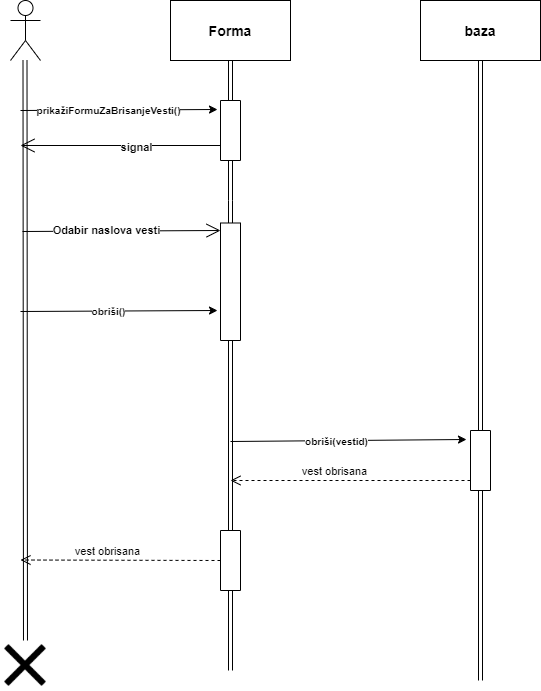 Forma
baza
prikažiFormuZaBrisanjeVesti()
signal
Odabir naslova vesti
obriši()
obriši(vestid)
vest obrisana
vest obrisana